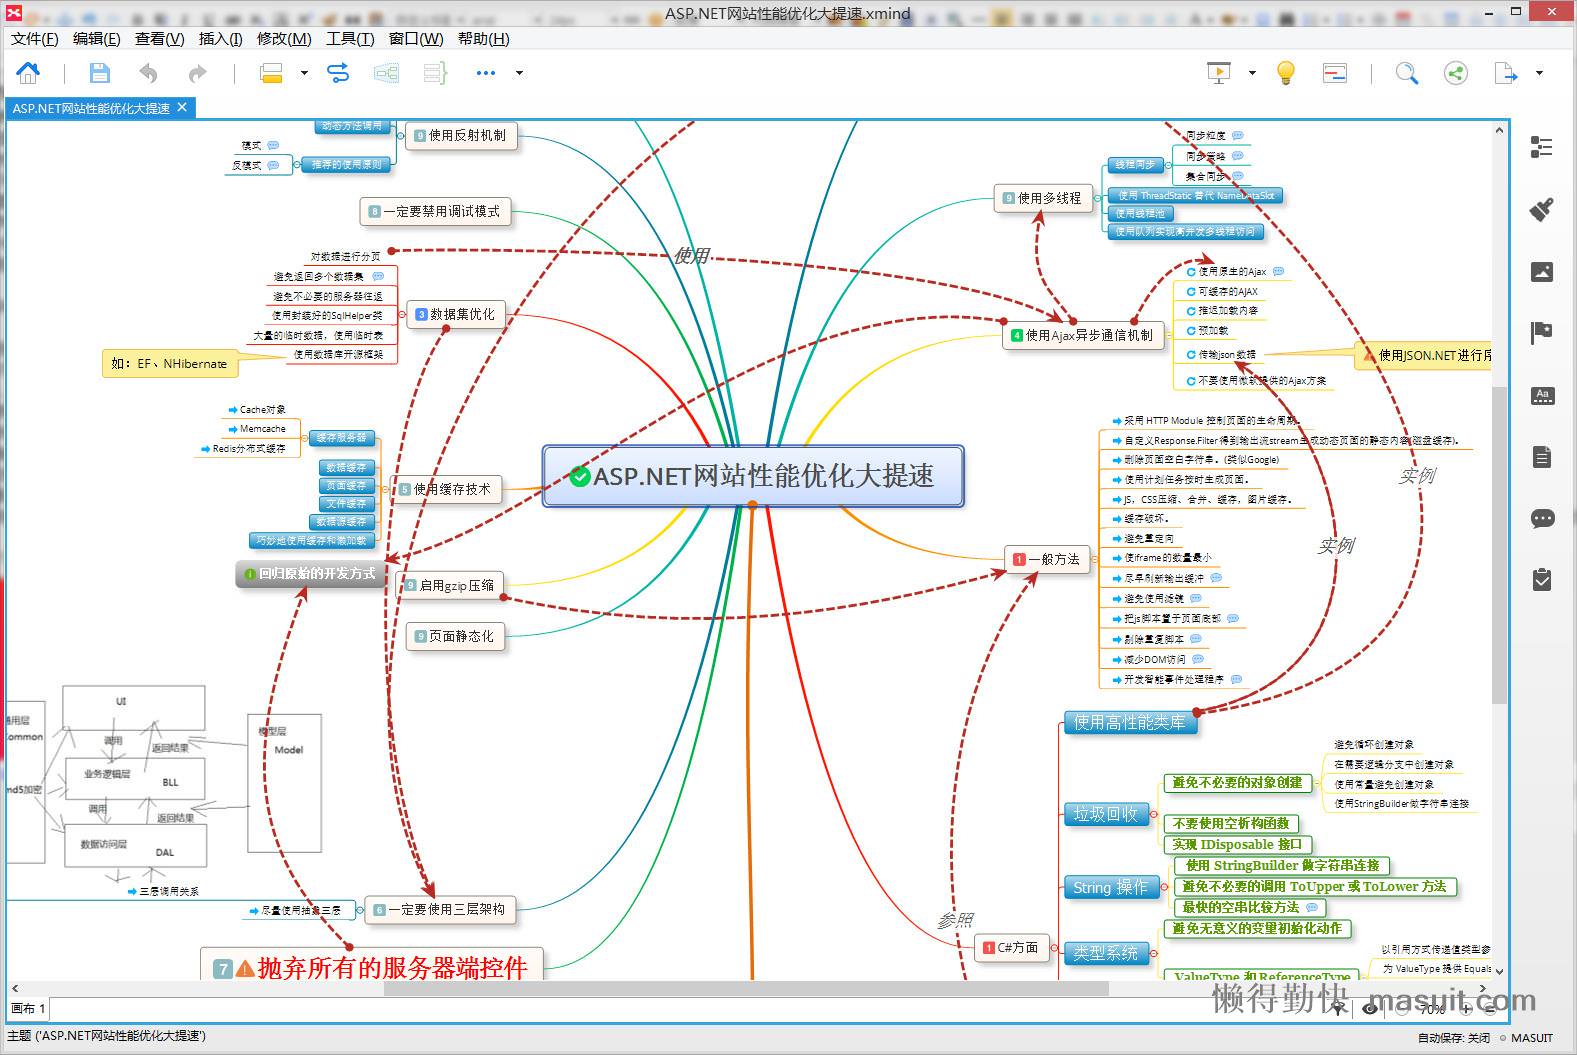 ASP.NET网站性能优化大提速.xmind
文件(F) 编辑(E) 查看(V) 插入(I) 修改(M) 工具(T) 窗口(W) 帮助(H)
ASP.NET网站性能优化大提速
动态方法调用
9 使用反射机制
模式
反模式
推荐的使用原则
8 一定要禁用调试模式
对数据进行分页
避免返回多个数据集
避免不必要的服务器往返
使用封装好的SqlHelper类
大量的临时数据，使用临时表
使用数据库开源框架
3 数据集优化
如：EF、NHibernate
使用
Cache对象
Memcache
Redis分布式缓存
缓存服务器
数据缓存
页面缓存
文件缓存
数据源缓存
巧妙地使用缓存和懒加载
5 使用缓存技术
回归原始的开发方式
9 启用gzip压缩
9 页面静态化
ASP.NET网站性能优化大提速
同步粒度
同步策略
集合同步
线程同步
使用 ThreadStatic 替代 NameDataSlot
使用线程池
使用队列实现高并发多线程访问
9 使用多线程
使用原生的Ajax
可缓存的AJAX
推迟加载内容
预加载
传输json数据
不要使用微软提供的Ajax方案
4 使用Ajax异步通信机制
使用JSON.NET进行序
采用 HTTP Module 控制页面的生命周期。
自定义Response.Filter得到输出流stream生成动态页面的静态内容(磁盘缓存)。
删除页面空白字符串。(类似Google)
使用计划任务按时生成页面。
JS，CSS压缩、合并、缓存，图片缓存。
缓存破坏。
避免重定向
使iframe的数量最小
尽早刷新输出缓冲
避免使用滤镜
把js脚本置于页面底部
剔除重复脚本
减少DOM访问
开发智能事件处理程序
1 一般方法
实例
实例
参照
UI
通用层
Common
md5加密
调用
返回结果
业务逻辑层
BLL
调用
返回结果
数据访问层
DAL
模型层
Model
三层调用关系
尽量使用抽象三层
6 一定要使用三层架构
7 抛弃所有的服务器端控件
使用高性能类库
避免循环创建对象
在需要逻辑分支中创建对象
使用常量避免创建对象
使用StringBuilder做字符串连接
避免不必要的对象创建
垃圾回收
不要使用空析构函数
实现 IDisposable 接口
使用 StringBuilder 做字符串连接
String 操作
避免不必要的调用 ToUpper 或 ToLower 方法
最快的空串比较方法
避免无意义的变量初始化动作
1 C#方面
类型系统
以引用方式传递值类型参
为 ValueType 提供 Equals
ValueType 和 ReferenceType
懒得勤快_masuit.com
画布 1
70%
主题 ('ASP.NET网站性能优化大提速')
自动保存: 关闭
MASUIT